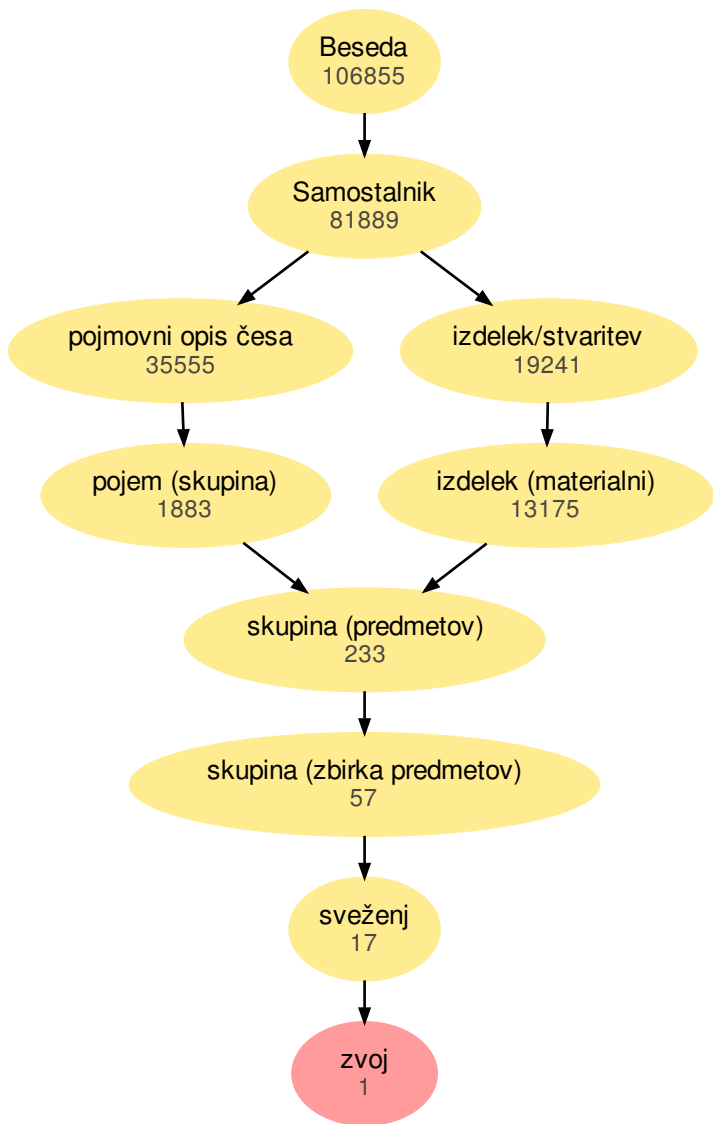 Beseda
106855
Samostalnik
81889
pojmovni opis česa
35555
izdelek/stvaritev
19241
pojem (skupina)
1883
izdelek (materialni)
13175
skupina (predmetov)
233
skupina (zbirka predmetov)
57
sveženj
17
zvoj
1